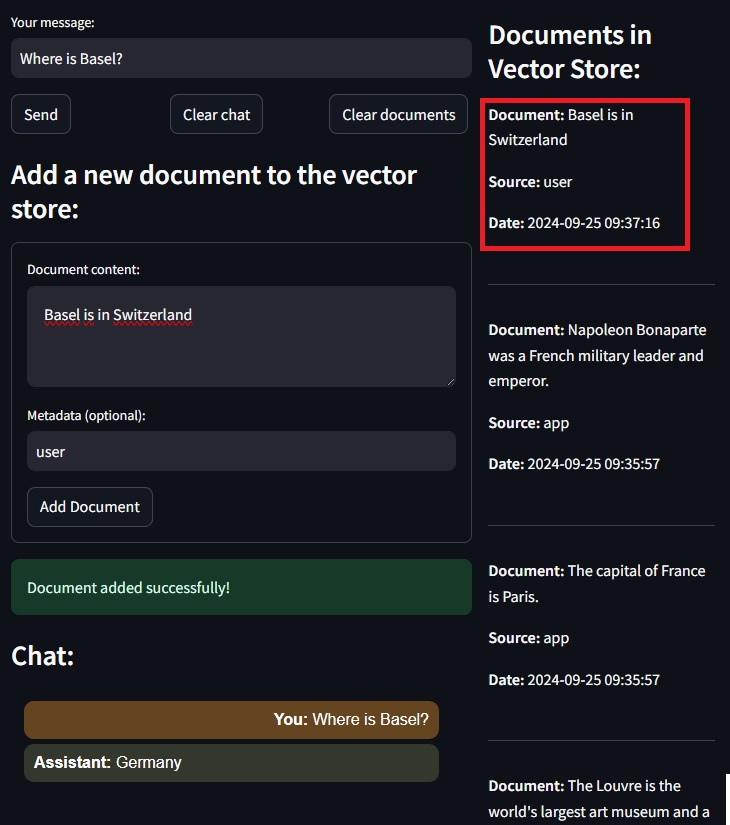 Your message:
Where is Basel?
Send
Clear chat
Clear documents
Add a new document to the vector
store:
Document content:
Basel is in Switzerland
Metadata (optional):
user
Add Document
Document added successfully!
Chat:
You: Where is Basel?
Assistant: Germany
Documents in
Vector Store:
Document: Basel is in
Switzerland
Source: user
Date: 2024-09-25 09:37:16
Document: Napoleon Bonaparte
was a French military leader and
emperor.
Source: app
Date: 2024-09-25 09:35:57
Document: The capital of France
is Paris.
Source: app
Date: 2024-09-25 09:35:57
Document: The Louvre is the
world's largest art museum and a